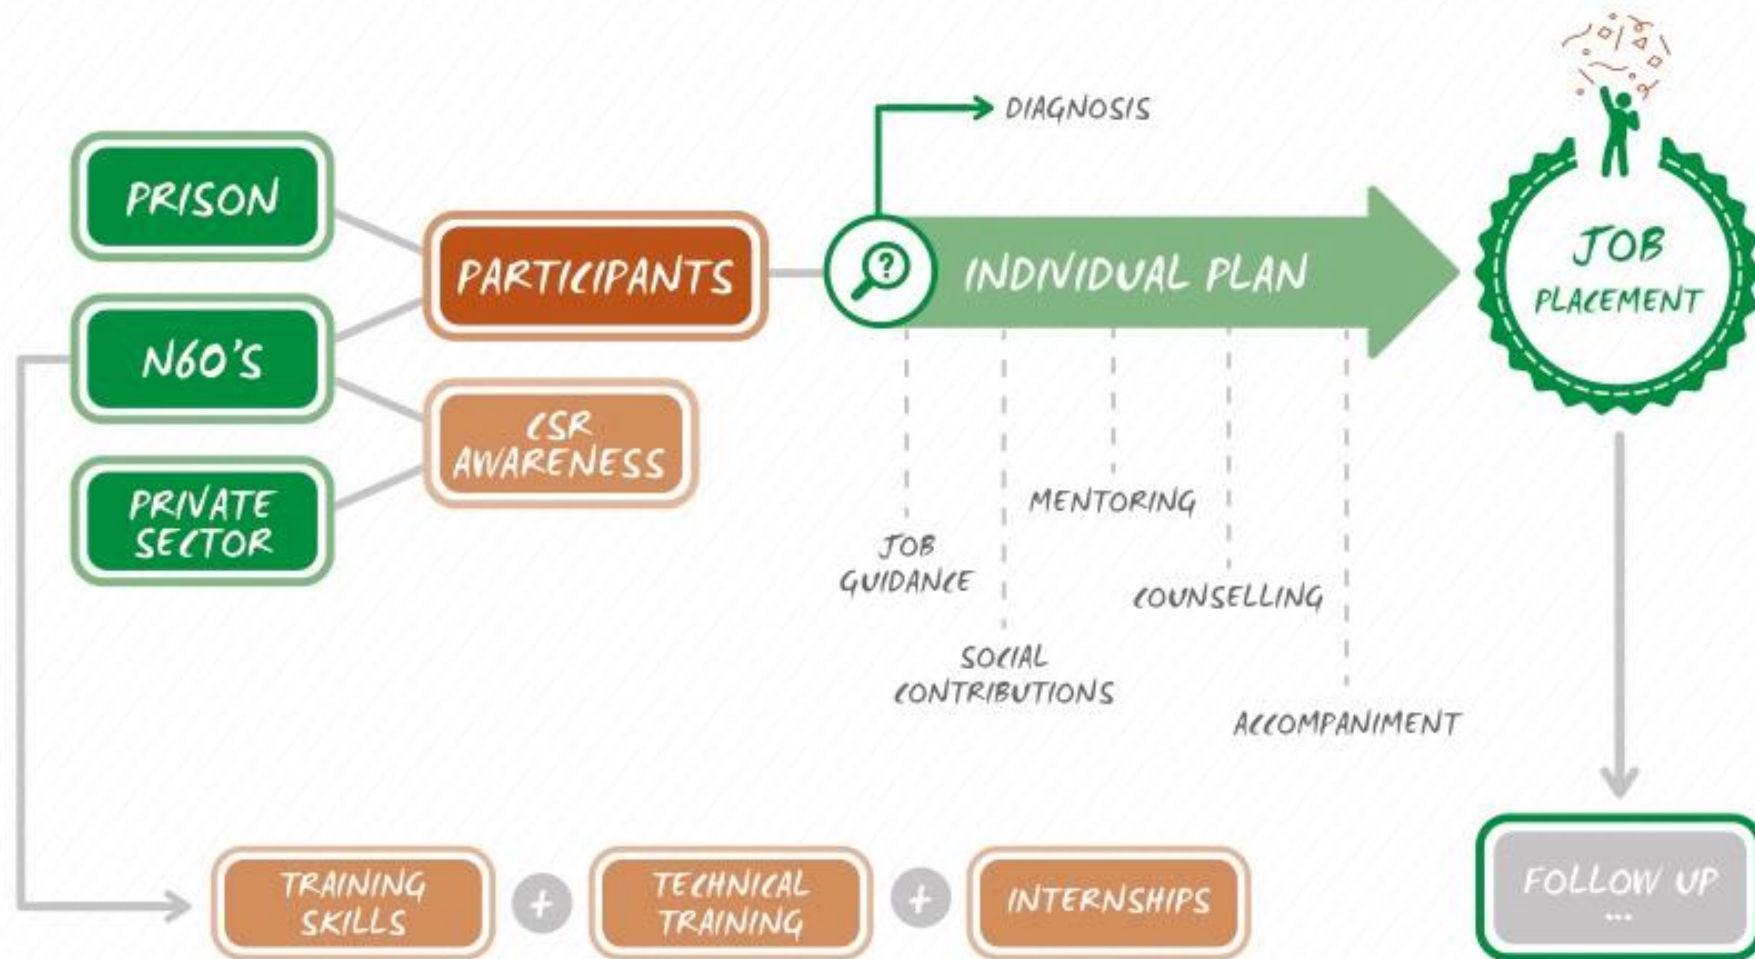 PRISON
NGO'S
PRIVATE
SECTOR
PARTICIPANTS
CSR
AWARENESS
DIAGNOSIS
?
INDIVIDUAL PLAN
JOB
GUIDANCE
SOCIAL
CONTRIBUTIONS
MENTORING
COUNSELLING
ACCOMPANIMENT
JOB
PLACEMENT
FOLLOW UP
...
TRAINING
SKILLS
+
TECHNICAL
TRAINING
+
INTERNSHIPS